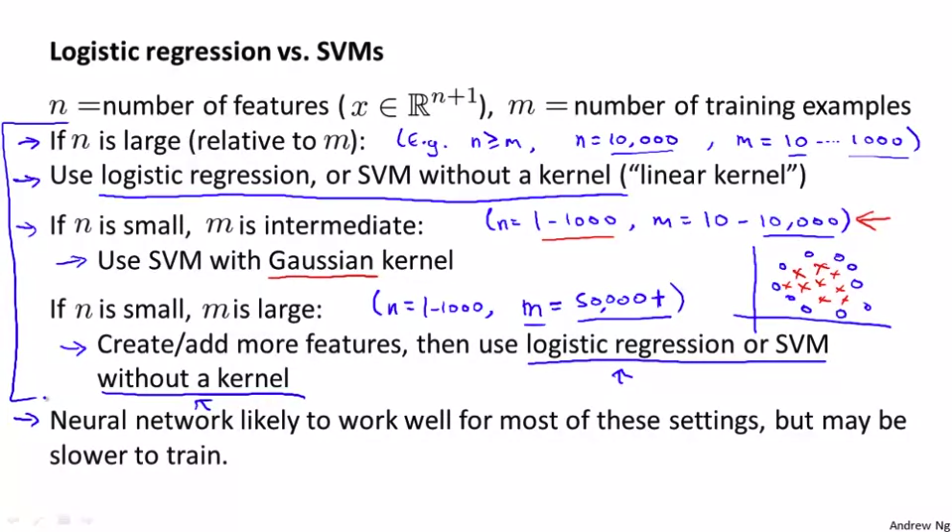 Logistic regression vs. SVMs
n = number of features (x ∈ ℝⁿ⁺¹), m = number of training examples
→ If n is large (relative to m): (E.g. n ≥ m, n = 10,000, m = 10 ... 1000)
→ Use logistic regression, or SVM without a kernel (“linear kernel”)
→ If n is small, m is intermediate: (n = 1 - 1000, m = 10 - 10,000) ←
→ Use SVM with Gaussian kernel
If n is small, m is large: (n = 1 - 1000, m = 50,000+)
→ Create/add more features, then use logistic regression or SVM
without a kernel
→ Neural network likely to work well for most of these settings, but may be
slower to train.
Andrew Ng